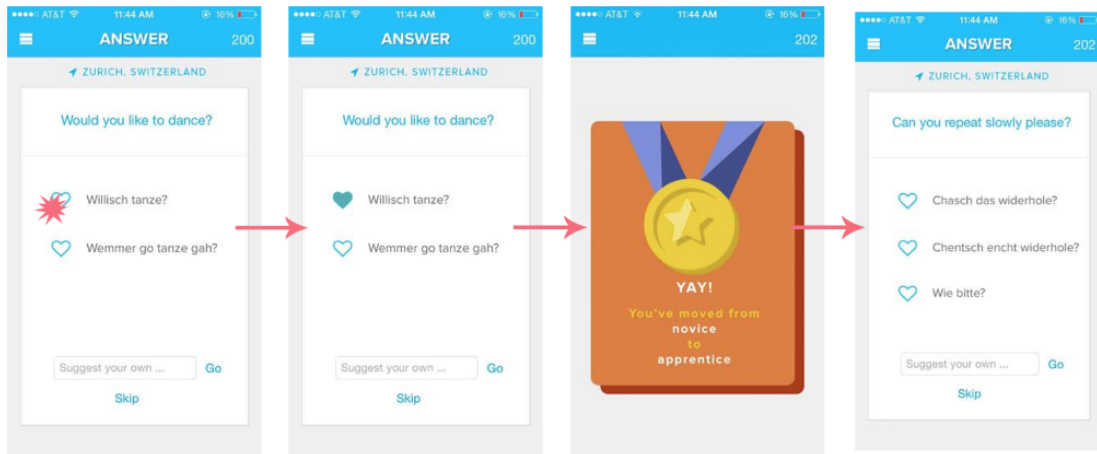 AT&T 11:44 AM 16%
ANSWER 200
ZURICH, SWITZERLAND
Would you like to dance?
Willisch tanze?
Wemmer go tanze gah?
Suggest your own ... Go
Skip
AT&T 11:44 AM 16%
ANSWER 200
ZURICH, SWITZERLAND
Would you like to dance?
Willisch tanze?
Wemmer go tanze gah?
Suggest your own ... Go
Skip
AT&T 11:44 AM 16%
202
YAY!
You've moved from
novice
to
apprentice
AT&T 11:44 AM 16%
ANSWER 202
ZURICH, SWITZERLAND
Can you repeat slowly please?
Chasch das widerhole?
Chentsch encht widerhole?
Wie bitte?
Suggest your own ... Go
Skip